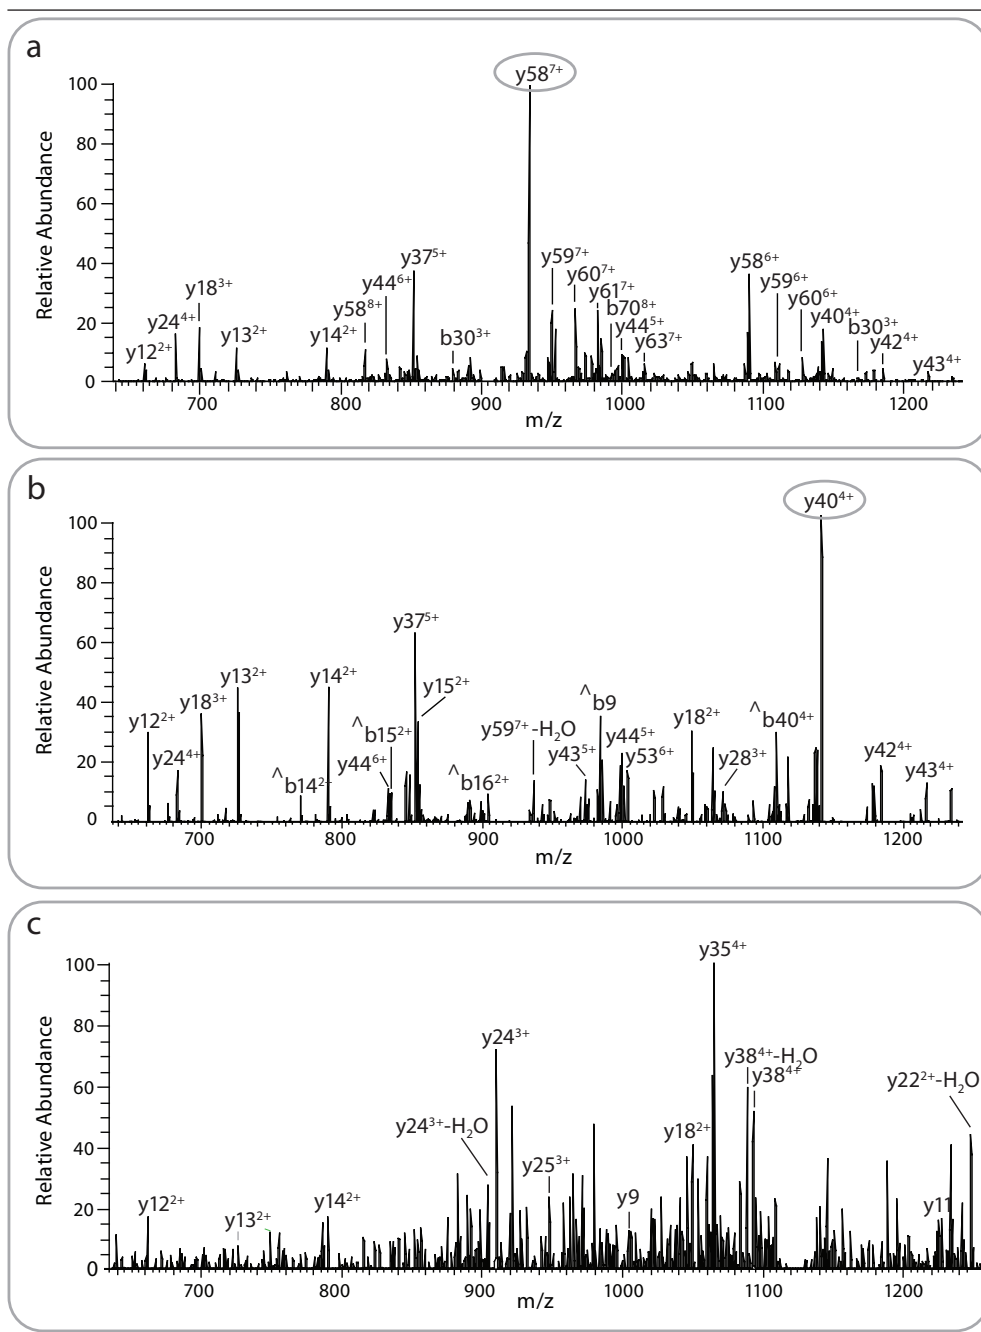 a
y58⁷⁺
100
80
60
40
20
0
Relative Abundance
y12²⁺
y24⁴⁺
y18³⁺
y13²⁺
y14²⁺
y58⁸⁺
y44⁶⁺
y37⁵⁺
b30³⁺
y59⁷⁺
y60⁷⁺
y61⁷⁺
b70⁸⁺
y44⁵⁺
y63⁷⁺
y58⁶⁺
y59⁶⁺
y60⁶⁺
y40⁴⁺
b30³⁺
y42⁴⁺
y43⁴⁺
700 800 900 1000 1100 1200
m/z
b
y40⁴⁺
100
80
60
40
20
0
Relative Abundance
y12²⁺
y24⁴⁺
y18³⁺
y13²⁺
^b14²⁺
y14²⁺
y44⁶⁺
^b15²⁺
y37⁵⁺
y15²⁺
^b16²⁺
y59⁷⁺-H₂O
y43⁵⁺
^b9
y44⁵⁺
y53⁶⁺
y18²⁺
y28³⁺
^b40⁴⁺
y42⁴⁺
y43⁴⁺
700 800 900 1000 1100 1200
m/z
c
100
80
60
40
20
0
Relative Abundance
y12²⁺
y13²⁺
y14²⁺
y24³⁺-H₂O
y24³⁺
y25³⁺
y9
y18²⁺
y35⁴⁺
y38⁴⁺-H₂O
y38⁴⁺
y22²⁺-H₂O
y11
700 800 900 1000 1100 1200
m/z